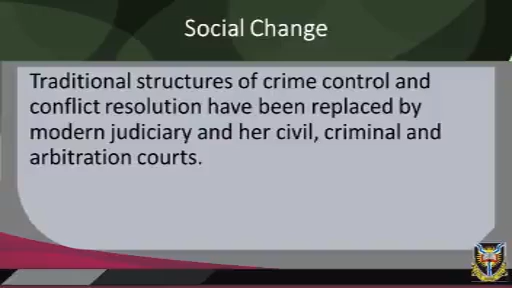 Social Change
Traditional structures of crime control and
conflict resolution have been replaced by
modern judiciary and her civil, criminal and
arbitration courts.